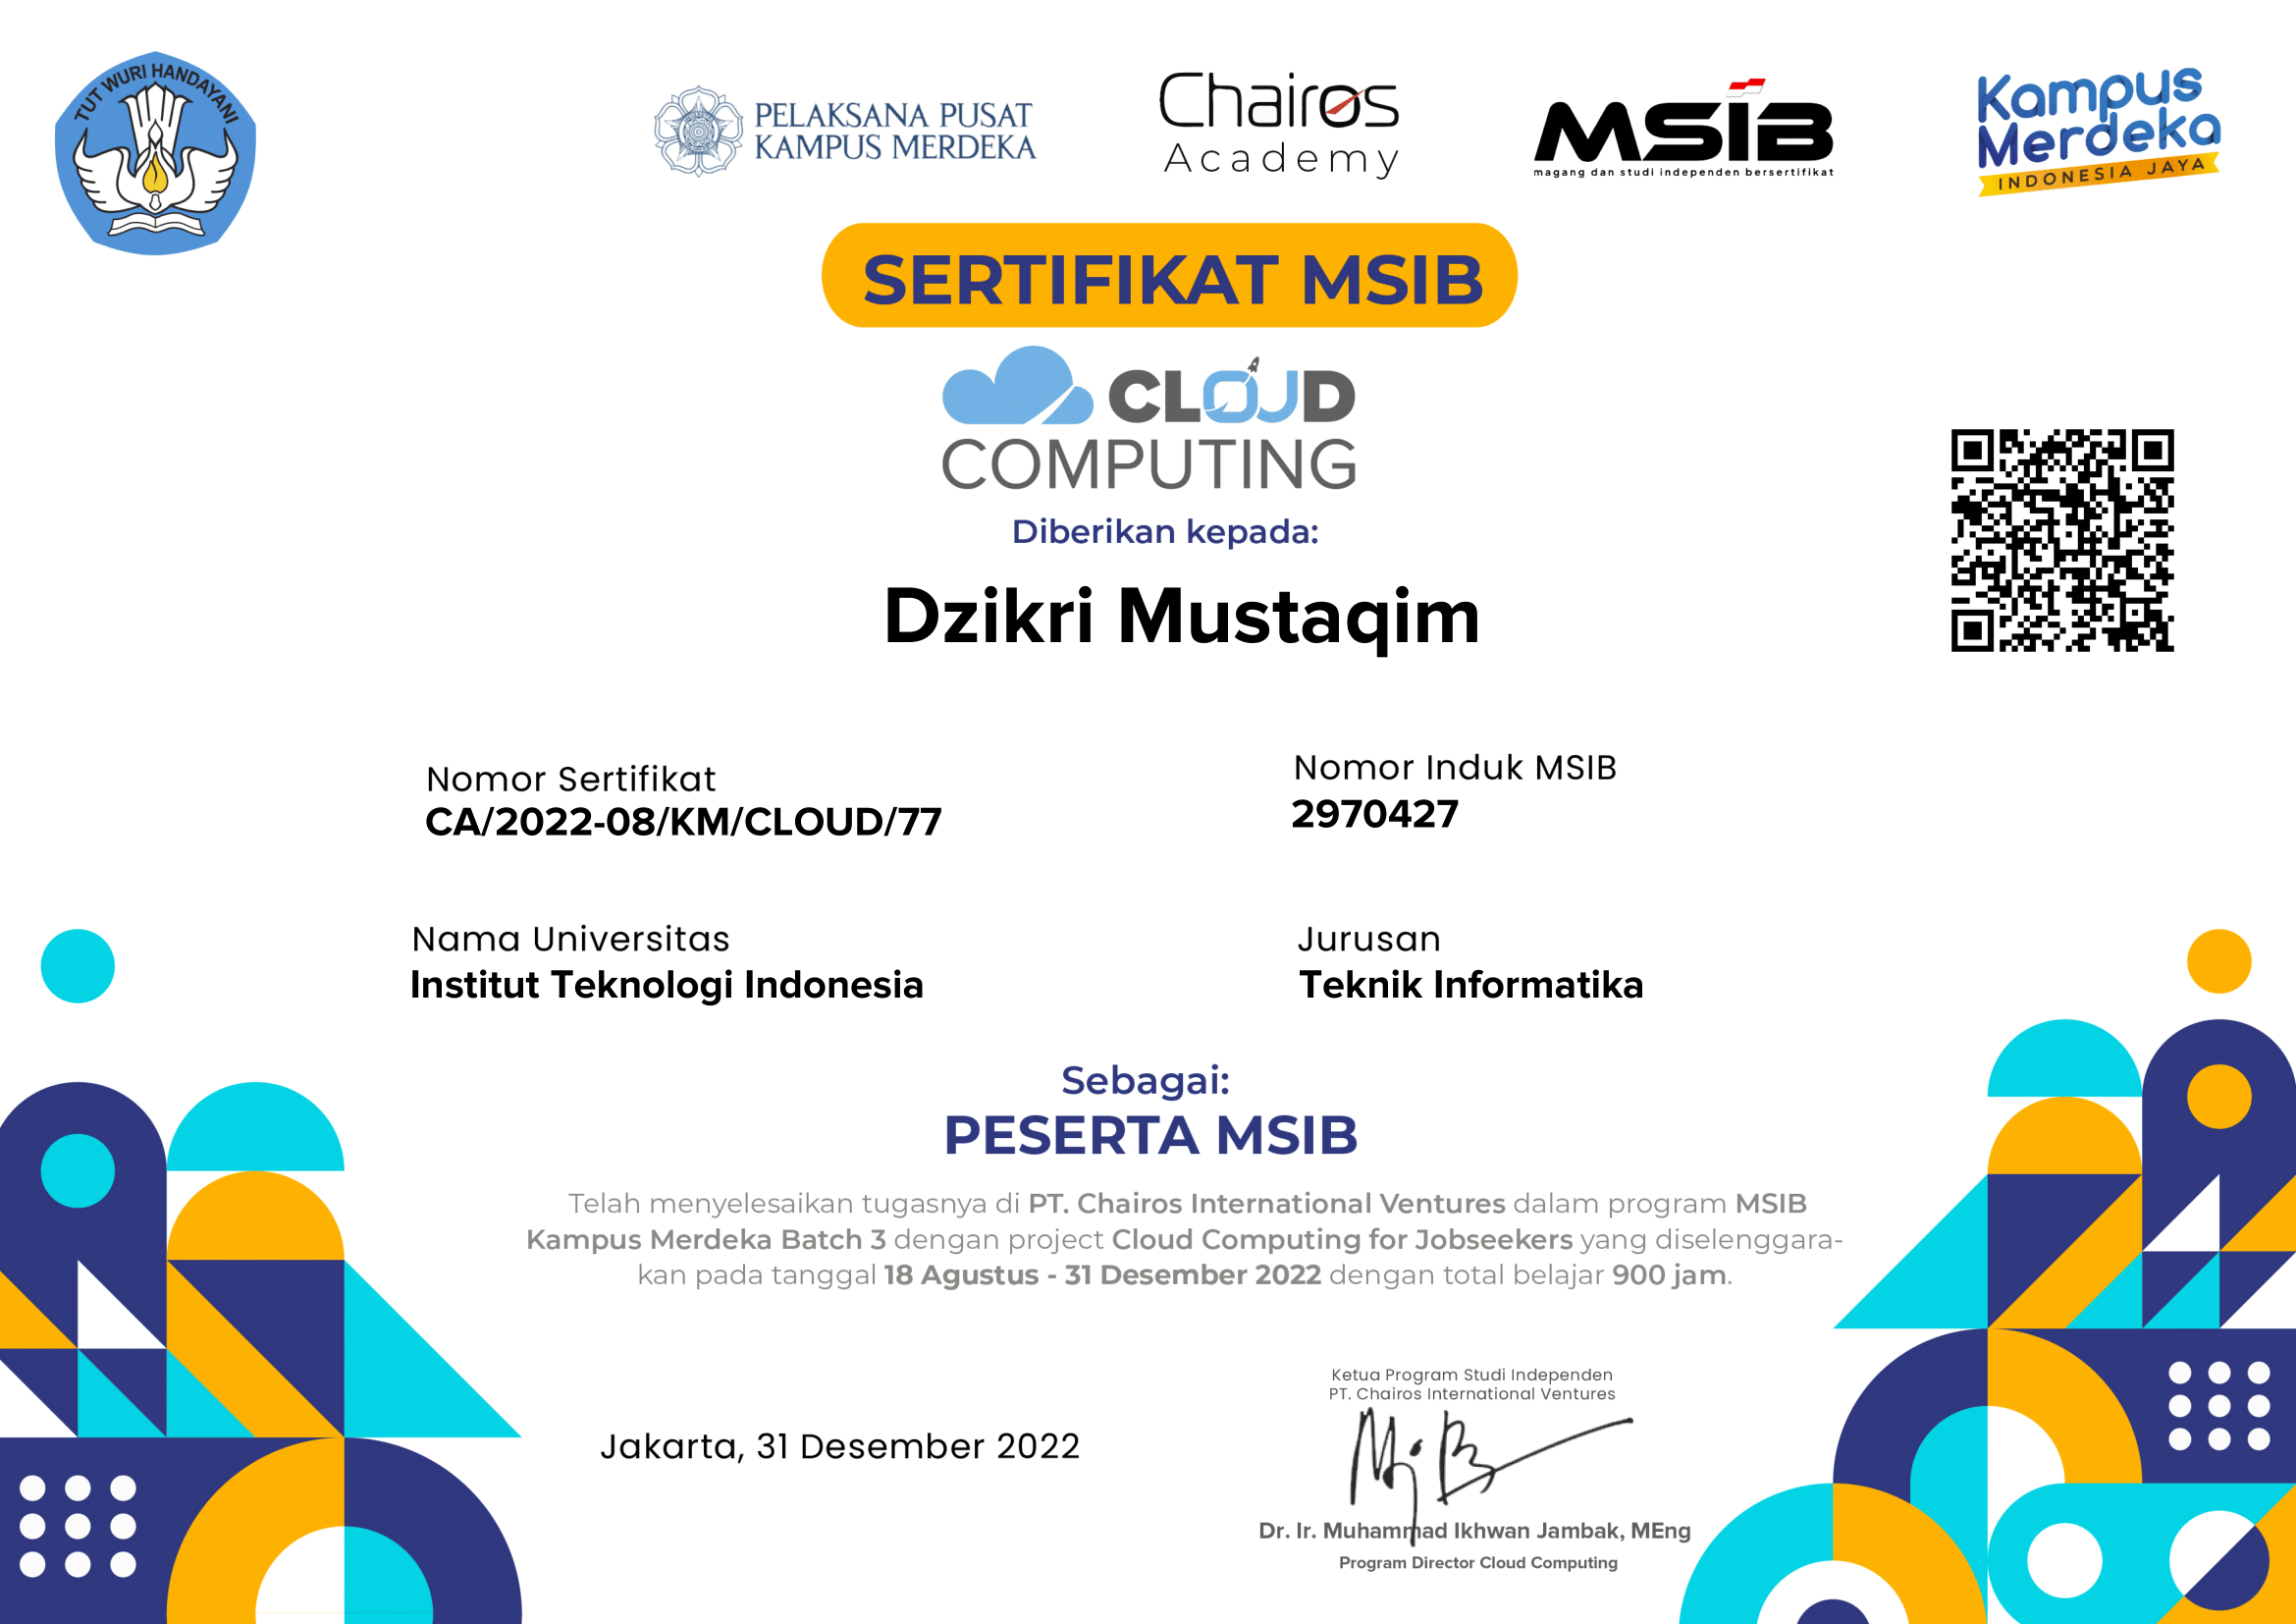 TUT WURI HANDAYANI
PELAKSANA PUSAT
KAMPUS MERDEKA
Chairos
Academy
MSIB
magang dan studi independen bersertifikat
Kampus
Merdeka
INDONESIA JAYA
SERTIFIKAT MSIB
CLOUD
COMPUTING
Diberikan kepada:
Dzikri Mustaqim
Nomor Sertifikat
CA/2022-08/KM/CLOUD/77
Nomor Induk MSIB
2970427
Nama Universitas
Institut Teknologi Indonesia
Jurusan
Teknik Informatika
Sebagai:
PESERTA MSIB
Telah menyelesaikan tugasnya di PT. Chairos International Ventures dalam program MSIB
Kampus Merdeka Batch 3 dengan project Cloud Computing for Jobseekers yang diselenggara-
kan pada tanggal 18 Agustus - 31 Desember 2022 dengan total belajar 900 jam.
Jakarta, 31 Desember 2022
Ketua Program Studi Independen
PT. Chairos International Ventures
Dr. Ir. Muhammad Ikhwan Jambak, MEng
Program Director Cloud Computing